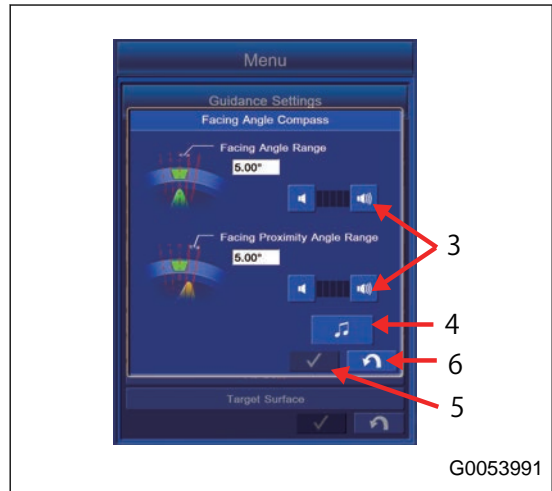 Menu
Guidance Settings
Facing Angle Compass
Facing Angle Range
5.00°
3
Facing Proximity Angle Range
5.00°
4
6
5
Target Surface
G0053991